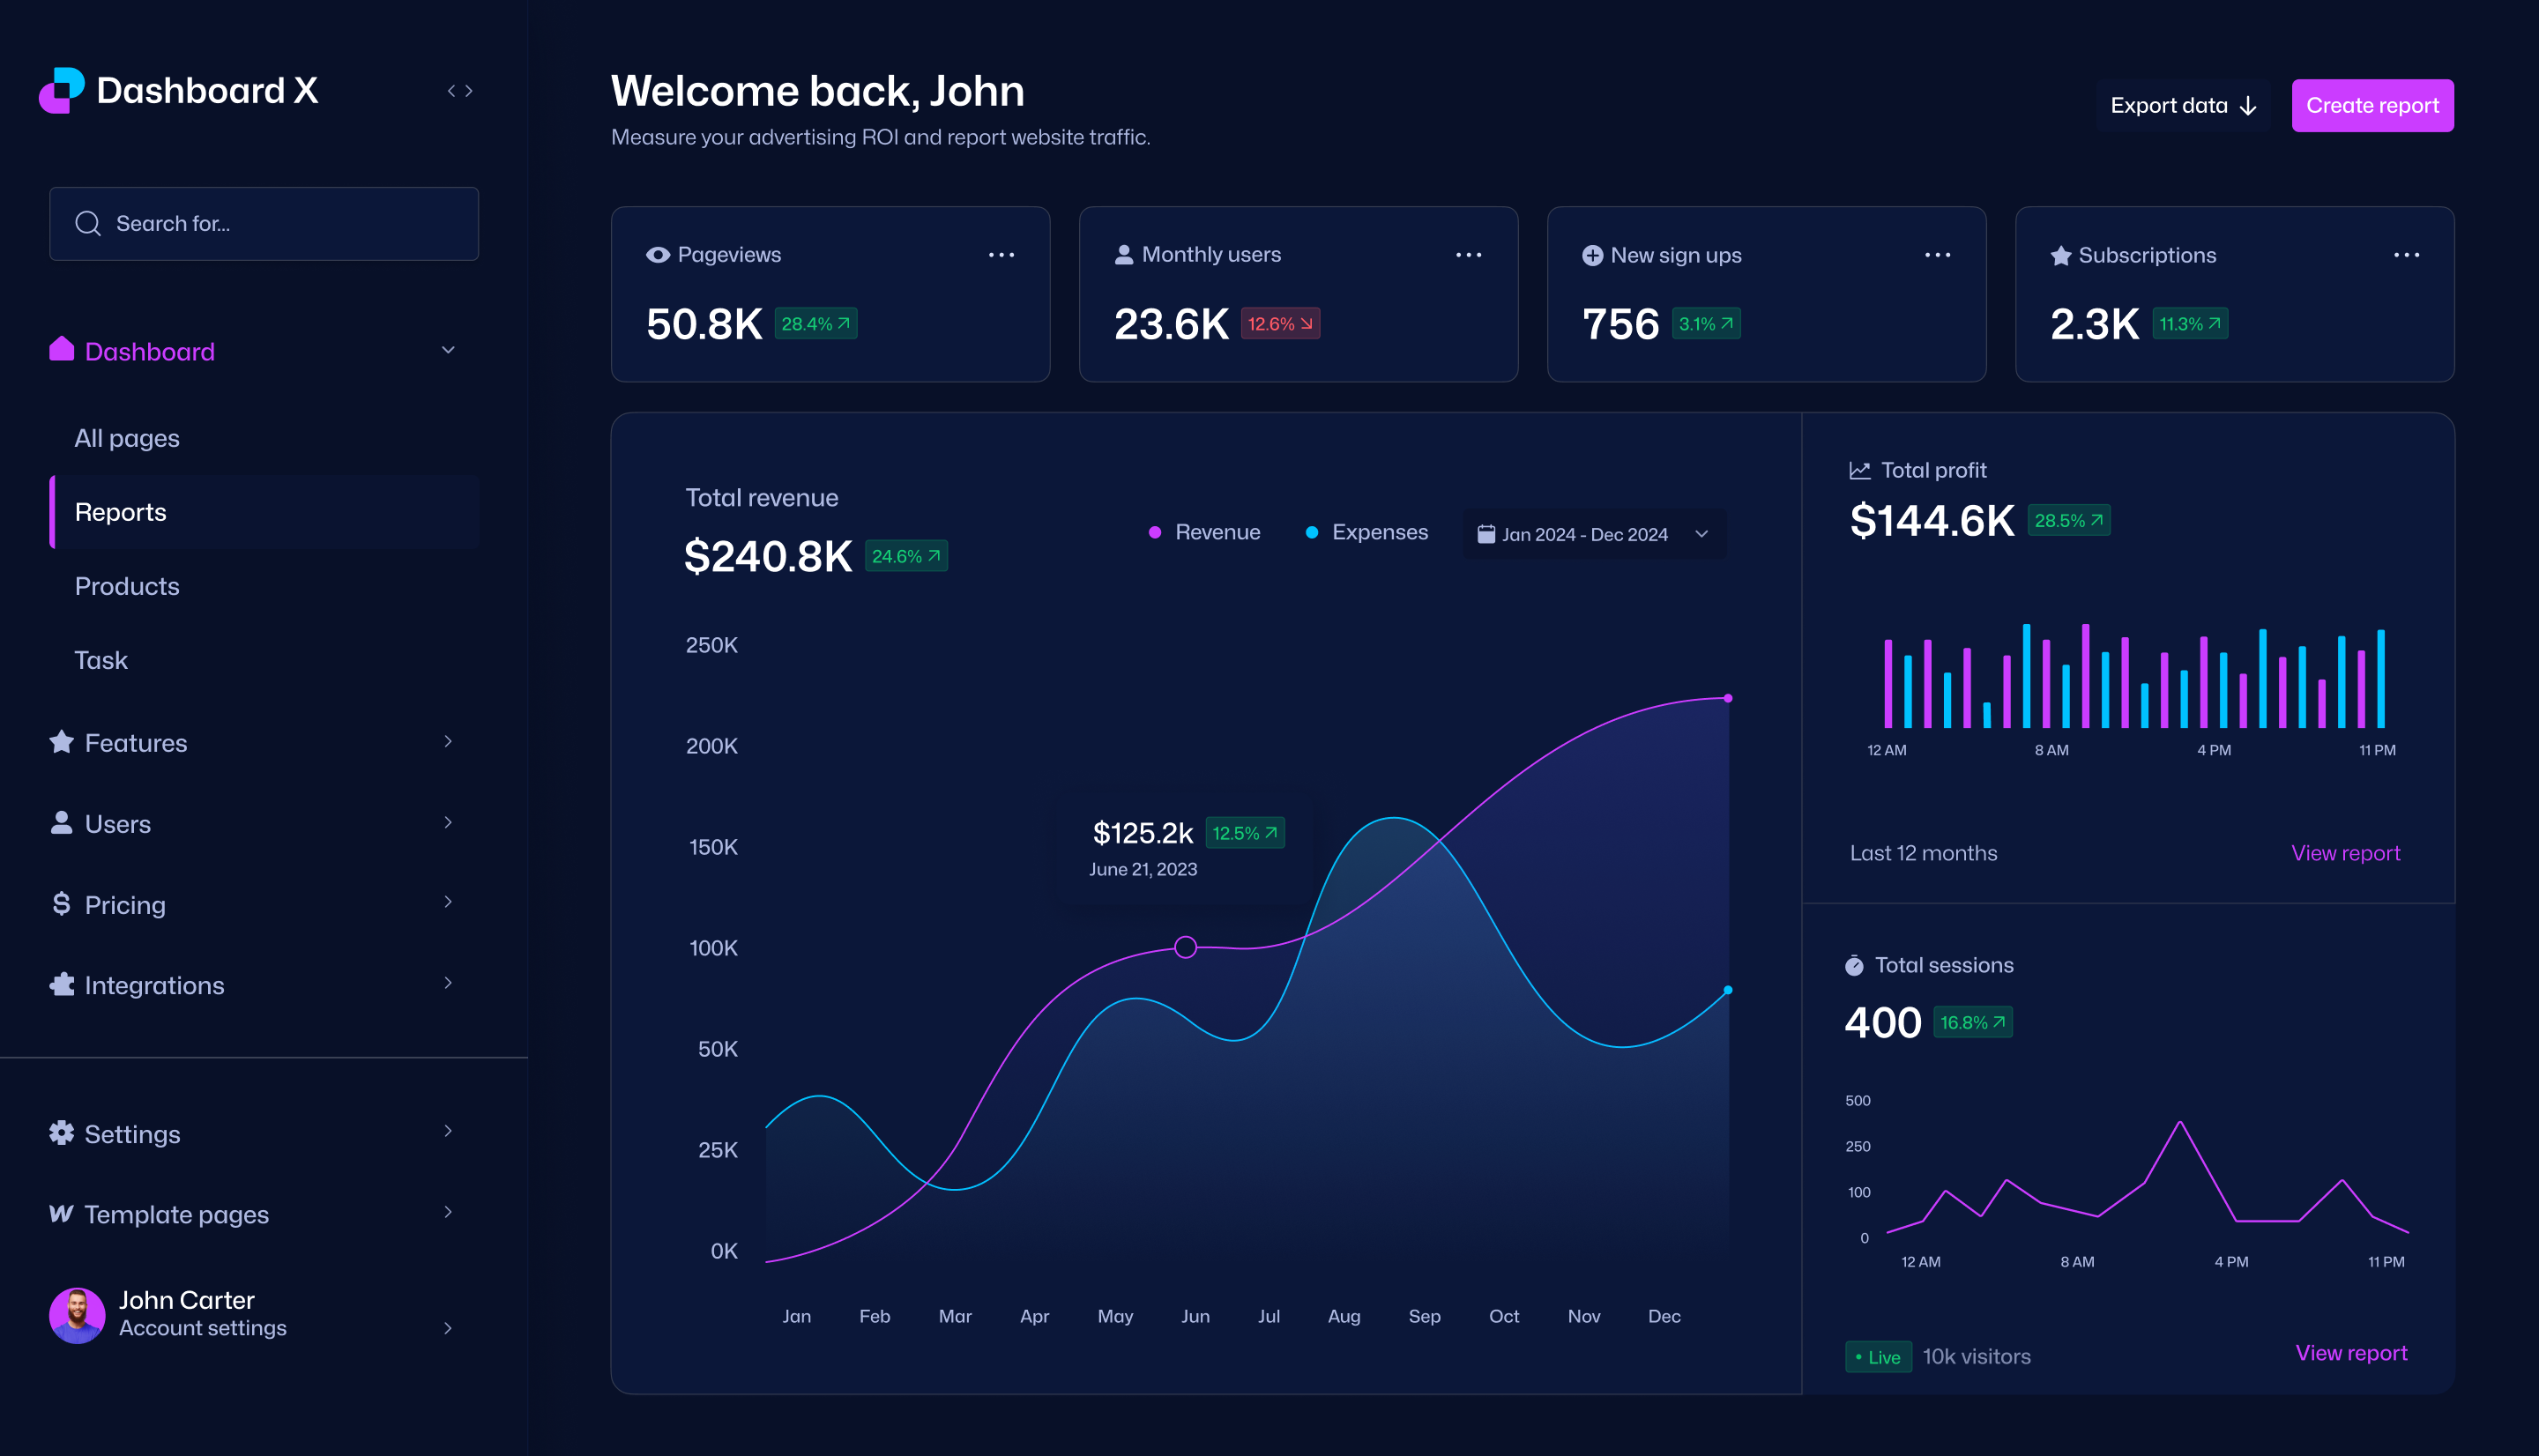 Dashboard X
Search for...
Dashboard
All pages
Reports
Products
Task
Features
Users
Pricing
Integrations
Settings
Template pages
John Carter
Account settings
Welcome back, John
Measure your advertising ROI and report website traffic.
Export data
Create report
Pageviews
50.8K 28.4%
Monthly users
23.6K 12.6%
New sign ups
756 3.1%
Subscriptions
2.3K 11.3%
Total revenue
$240.8K 24.6%
Revenue
Expenses
Jan 2024 - Dec 2024
250K
200K
150K
100K
50K
25K
0K
$125.2k 12.5%
June 21, 2023
Jan Feb Mar Apr May Jun Jul Aug Sep Oct Nov Dec
Total profit
$144.6K 28.5%
12 AM 8 AM 4 PM 11 PM
Last 12 months
View report
Total sessions
400 16.8%
500
250
100
0
12 AM 8 AM 4 PM 11 PM
Live 10k visitors
View report